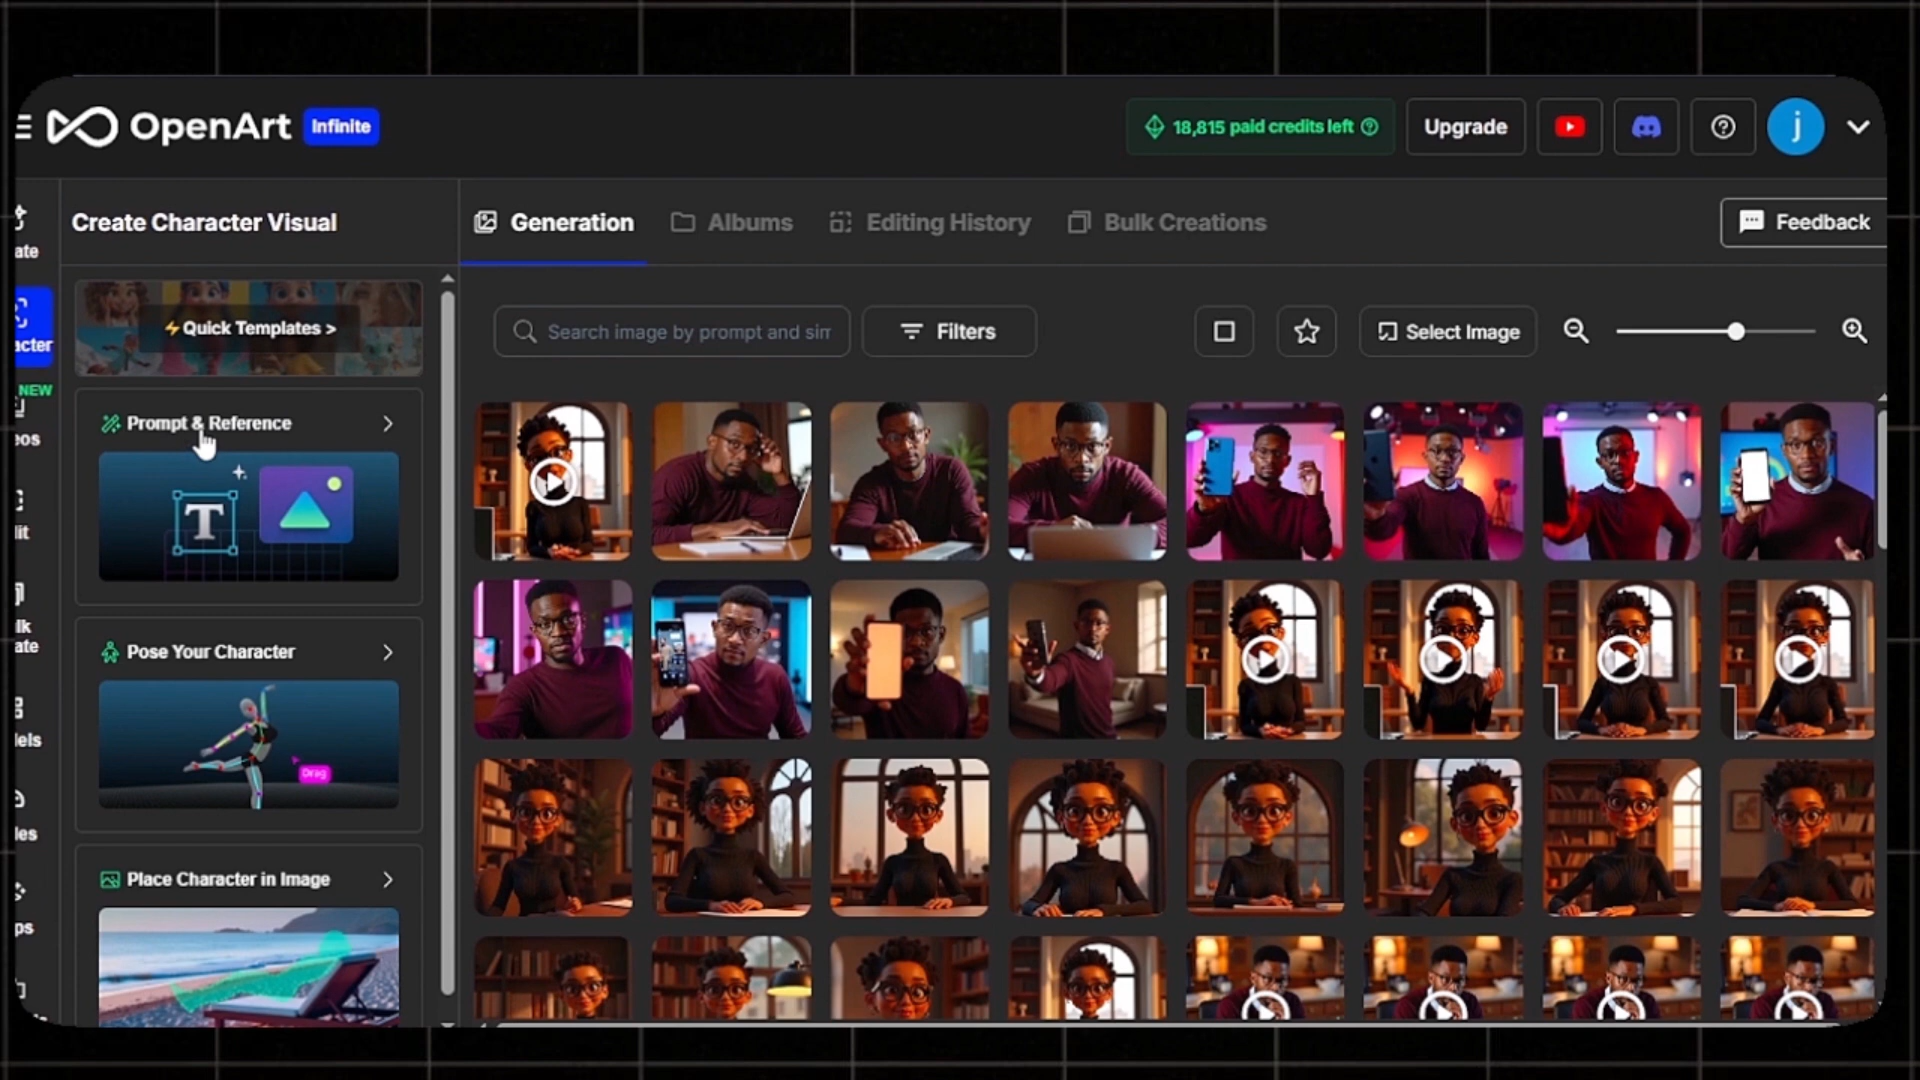 OpenArt Infinite
18,815 paid credits left
Upgrade
j
Create Character Visual
Generation
Albums
Editing History
Bulk Creations
Feedback
ate
acter
NEW
eos
lit
lk
ate
lels
les
ps
Quick Templates >
Search image by prompt and sim
Filters
Select Image
Prompt & Reference
T
Pose Your Character
Drag
Place Character in Image